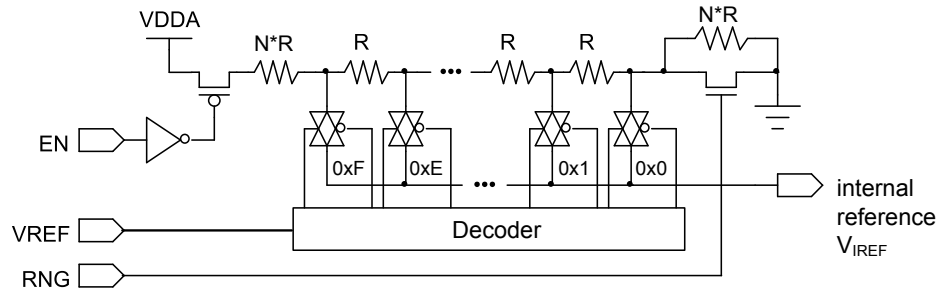 VDDA
N*R
R
R
R
N*R
•••
EN
0xF
0xE
0x1
0x0
•••
internal
reference
VIREF
VREF
Decoder
RNG